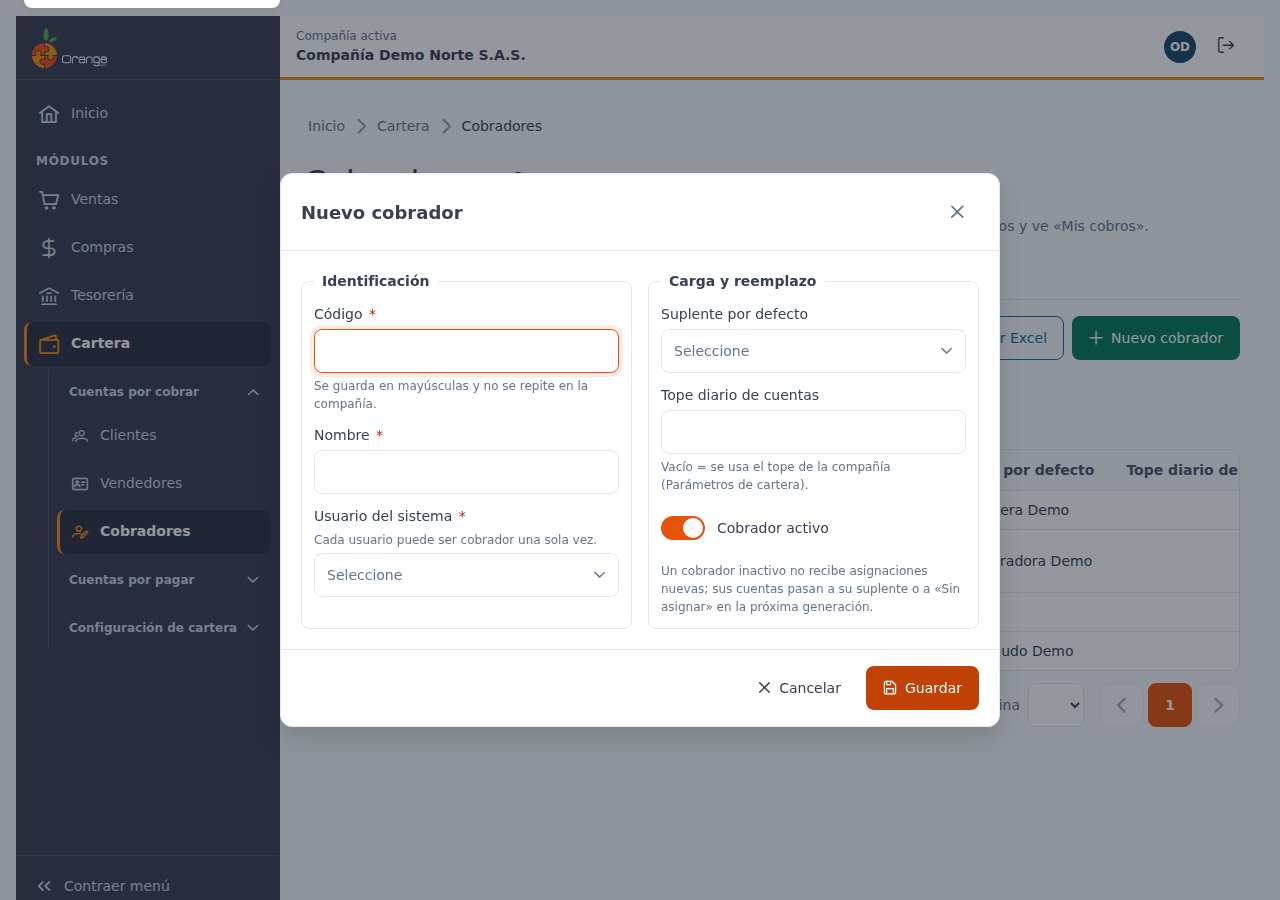 Orange
Compañía activa
Compañía Demo Norte S.A.S.
OD
Inicio
MÓDULOS
Ventas
Compras
Tesorería
Cartera
Cuentas por cobrar
Clientes
Vendedores
Cobradores
Cuentas por pagar
Configuración de cartera
Contraer menú
Inicio
Cartera
Cobradores
os y ve «Mis cobros».
r Excel
Nuevo cobrador
por defecto
Tope diario de
era Demo
radora Demo
udo Demo
ina
1
Nuevo cobrador
Identificación
Código *
Se guarda en mayúsculas y no se repite en la
compañía.
Nombre *
Usuario del sistema *
Cada usuario puede ser cobrador una sola vez.
Seleccione
Carga y reemplazo
Suplente por defecto
Seleccione
Tope diario de cuentas
Vacío = se usa el tope de la compañía
(Parámetros de cartera).
Cobrador activo
Un cobrador inactivo no recibe asignaciones
nuevas; sus cuentas pasan a su suplente o a «Sin
asignar» en la próxima generación.
Cancelar
Guardar